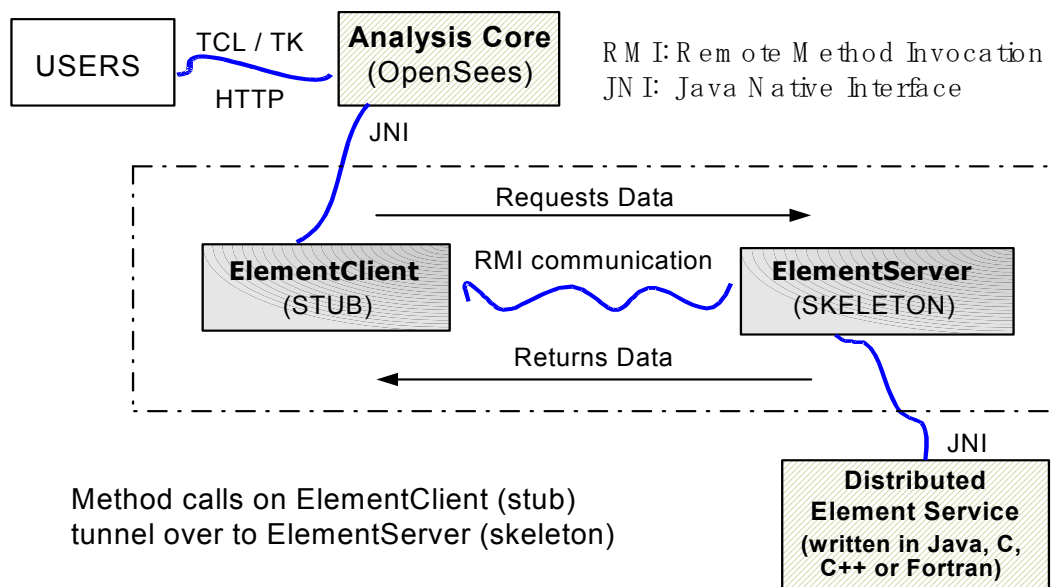 USERS
TCL / TK
HTTP
Analysis Core
(OpenSees)
RMI: Remote Method Invocation
JNI: Java Native Interface
JNI
Requests Data
ElementClient
(STUB)
RMI communication
ElementServer
(SKELETON)
Returns Data
JNI
Method calls on ElementClient (stub)
tunnel over to ElementServer (skeleton)
Distributed
Element Service
(written in Java, C,
C++ or Fortran)